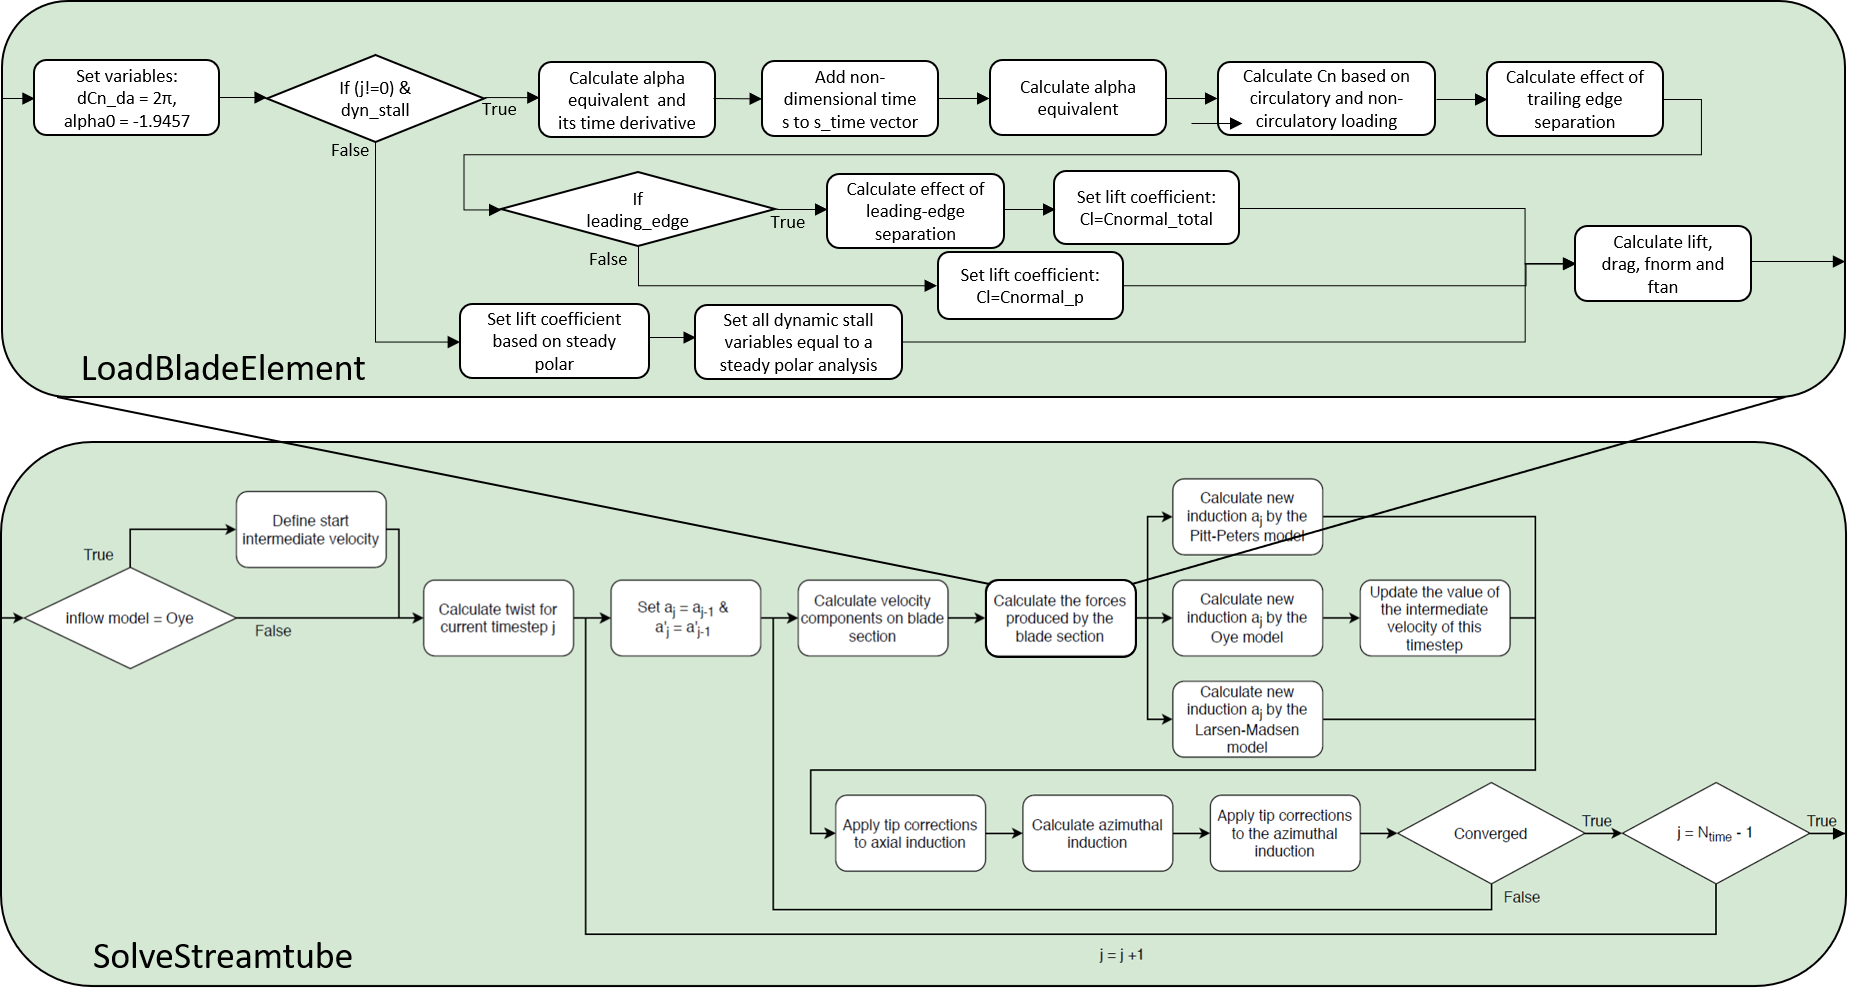 Set variables:
dCn_da = 2π,
alpha0 = -1.9457
If (j!=0) &
dyn_stall
True
False
Calculate alpha
equivalent  and
its time derivative
Add non-
dimensional time
s to s_time vector
Calculate alpha
equivalent
Calculate Cn based on
circulatory and non-
circulatory loading
Calculate effect of
trailing edge
separation
If
leading_edge
True
False
Calculate effect of
leading-edge
separation
Set lift coefficient:
Cl=Cnormal_total
Set lift coefficient:
Cl=Cnormal_p
Calculate lift,
drag, fnorm and
ftan
Set lift coefficient
based on steady
polar
Set all dynamic stall
variables equal to a
steady polar analysis
LoadBladeElement
inflow model = Oye
True
False
Define start
intermediate velocity
Calculate twist for
current timestep j
Set aj = aj-1 &
a'j = a'j-1
Calculate velocity
components on blade
section
Calculate the forces
produced by the
blade section
Calculate new
induction aj by the
Pitt-Peters model
Calculate new
induction aj by the
Oye model
Update the value of
the intermediate
velocity of this
timestep
Calculate new
induction aj by the
Larsen-Madsen
model
Apply tip corrections
to axial induction
Calculate azimuthal
induction
Apply tip corrections
to the azimuthal
induction
Converged
True
False
j = Ntime - 1
True
j = j +1
SolveStreamtube